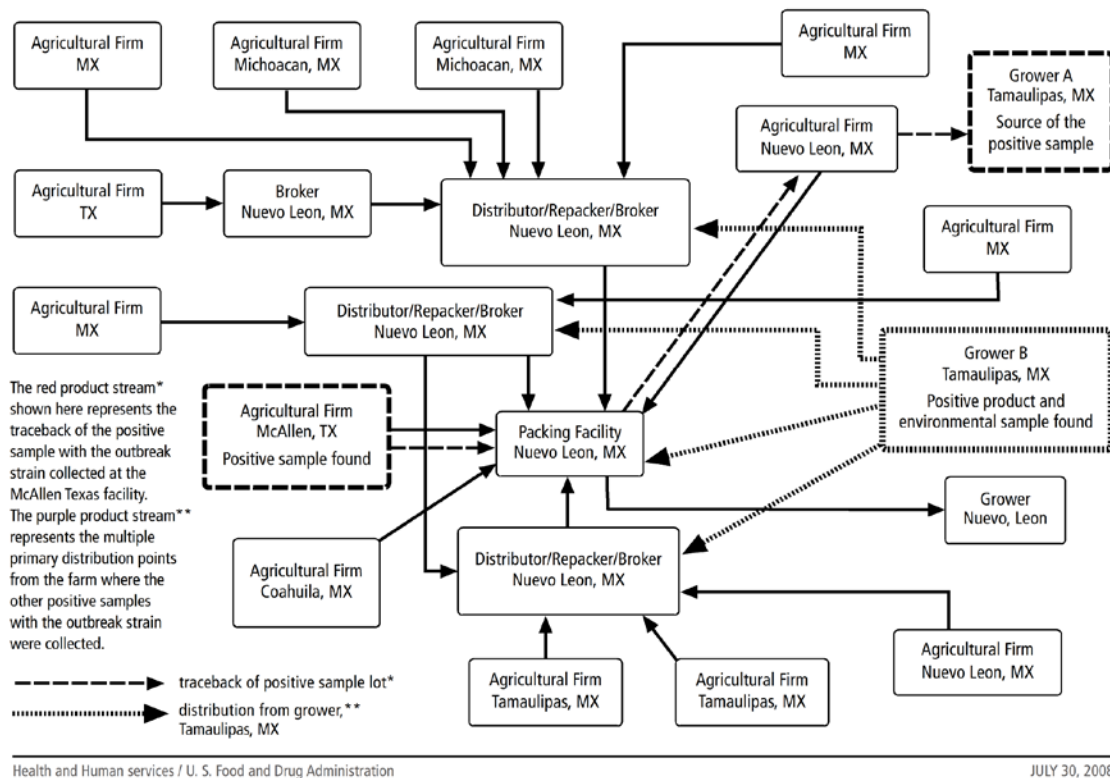 Agricultural Firm
MX
Agricultural Firm
Michoacan, MX
Agricultural Firm
Michoacan, MX
Agricultural Firm
MX
Grower A
Tamaulipas, MX
Source of the
positive sample
Agricultural Firm
Nuevo Leon, MX
Agricultural Firm
TX
Broker
Nuevo Leon, MX
Distributor/Repacker/Broker
Nuevo Leon, MX
Agricultural Firm
MX
Agricultural Firm
MX
Distributor/Repacker/Broker
Nuevo Leon, MX
Grower B
Tamaulipas, MX
Positive product and
environmental sample found
The red product stream*
shown here represents the
traceback of the positive
sample with the outbreak
strain collected at the
McAllen Texas facility.
The purple product stream**
represents the multiple
primary distribution points
from the farm where the
other positive samples
with the outbreak strain
were collected.
Agricultural Firm
McAllen, TX
Positive sample found
Packing Facility
Nuevo Leon, MX
Grower
Nuevo, Leon
Agricultural Firm
Coahuila, MX
Distributor/Repacker/Broker
Nuevo Leon, MX
Agricultural Firm
Nuevo Leon, MX
Agricultural Firm
Tamaulipas, MX
Agricultural Firm
Tamaulipas, MX
traceback of positive sample lot*
distribution from grower,**
Tamaulipas, MX
Health and Human services / U. S. Food and Drug Administration
JULY 30, 2008